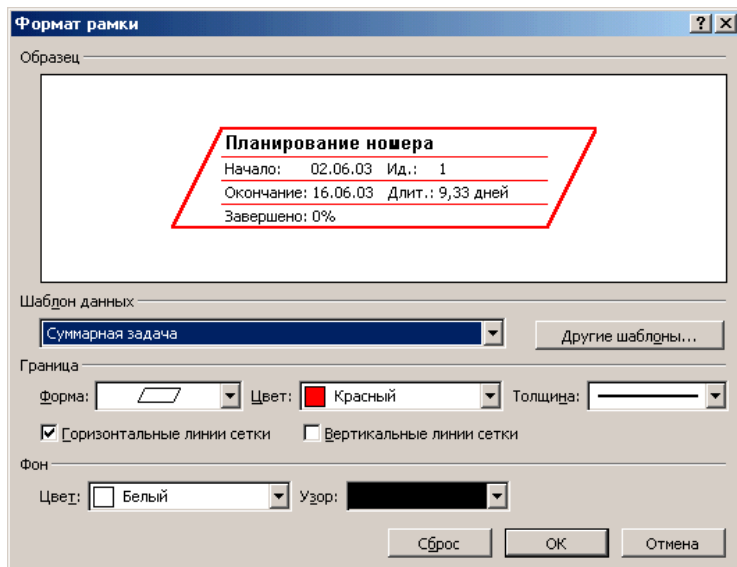 Формат рамки
Образец
Планирование номера
Начало: 02.06.03 Ид.: 1
Окончание: 16.06.03 Длит.: 9,33 дней
Завершено: 0%
Шаблон данных
Суммарная задача
Другие шаблоны...
Граница
Форма: Цвет: Красный Толщина:
Горизонтальные линии сетки Вертикальные линии сетки
Фон
Цвет: Белый Узор:
Сброс ОК Отмена